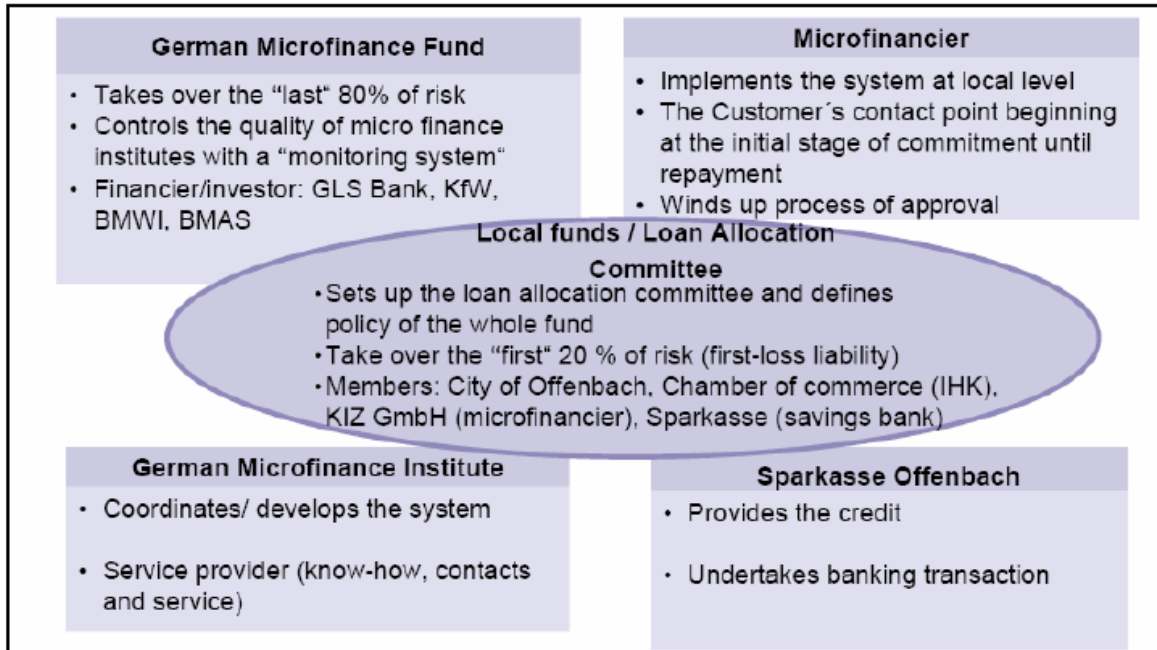 German Microfinance Fund
• Takes over the “last“ 80% of risk
• Controls the quality of micro finance
institutes with a “monitoring system“
• Financier/investor: GLS Bank, KfW,
BMWI, BMAS
Microfinancier
• Implements the system at local level
• The Customer´s contact point beginning
at the initial stage of commitment until
repayment
• Winds up process of approval
Local funds / Loan Allocation
Committee
• Sets up the loan allocation committee and defines
policy of the whole fund
• Take over the “first“ 20 % of risk (first-loss liability)
• Members: City of Offenbach, Chamber of commerce (IHK),
KIZ GmbH (microfinancier), Sparkasse (savings bank)
German Microfinance Institute
• Coordinates/ develops the system
• Service provider (know-how, contacts
and service)
Sparkasse Offenbach
• Provides the credit
• Undertakes banking transaction